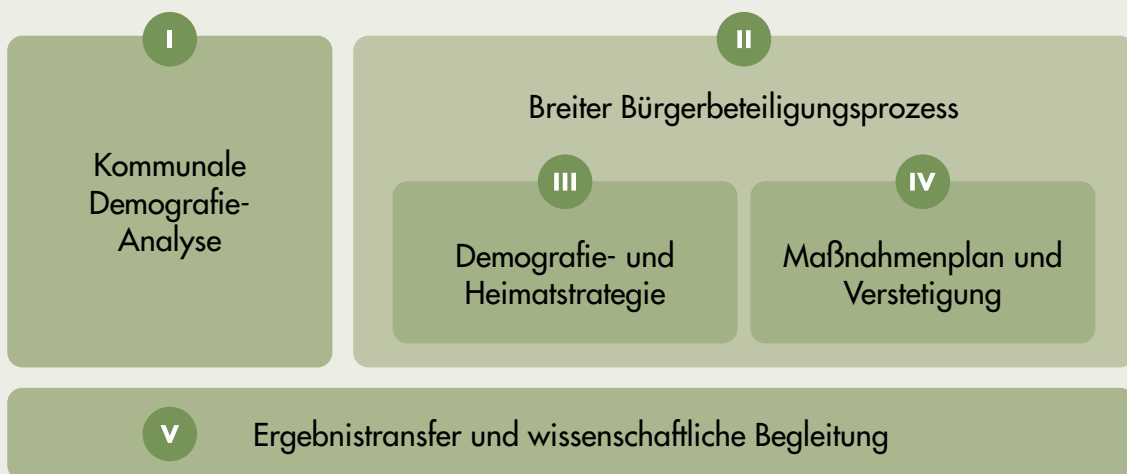 I
Kommunale
Demografie-
Analyse
II
Breiter Bürgerbeteiligungsprozess
III
Demografie- und
Heimatstrategie
IV
Maßnahmenplan und
Verstetigung
V
Ergebnistransfer und wissenschaftliche Begleitung